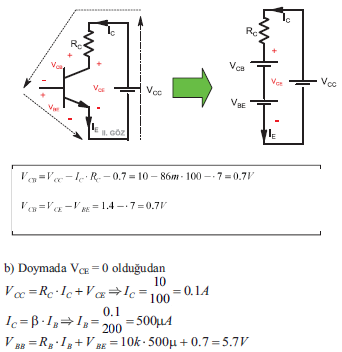 I_C
R_C
+
-
V_CB
+
-
+
V_CE
V_BE
-
V_CC
I_E II. GÖZ
I_C
R_C
+
V_CB
V_CE
V_CC
V_BE
-
I_E
V_CB = V_CC − I_C · R_C − 0.7 = 10 − 86m · 100 − ·7 = 0.7V
V_CB = V_CE − V_BE = 1.4 − ·7 = 0.7V
b) Doymada V_CE = 0 olduğudan
V_CC = R_C · I_C + V_CE ⇒ I_C = 10/100 = 0.1A
I_C = β · I_B ⇒ I_B = 0.1/200 = 500µA
V_BB = R_B · I_B + V_BE = 10k · 500µ + 0.7 = 5.7V